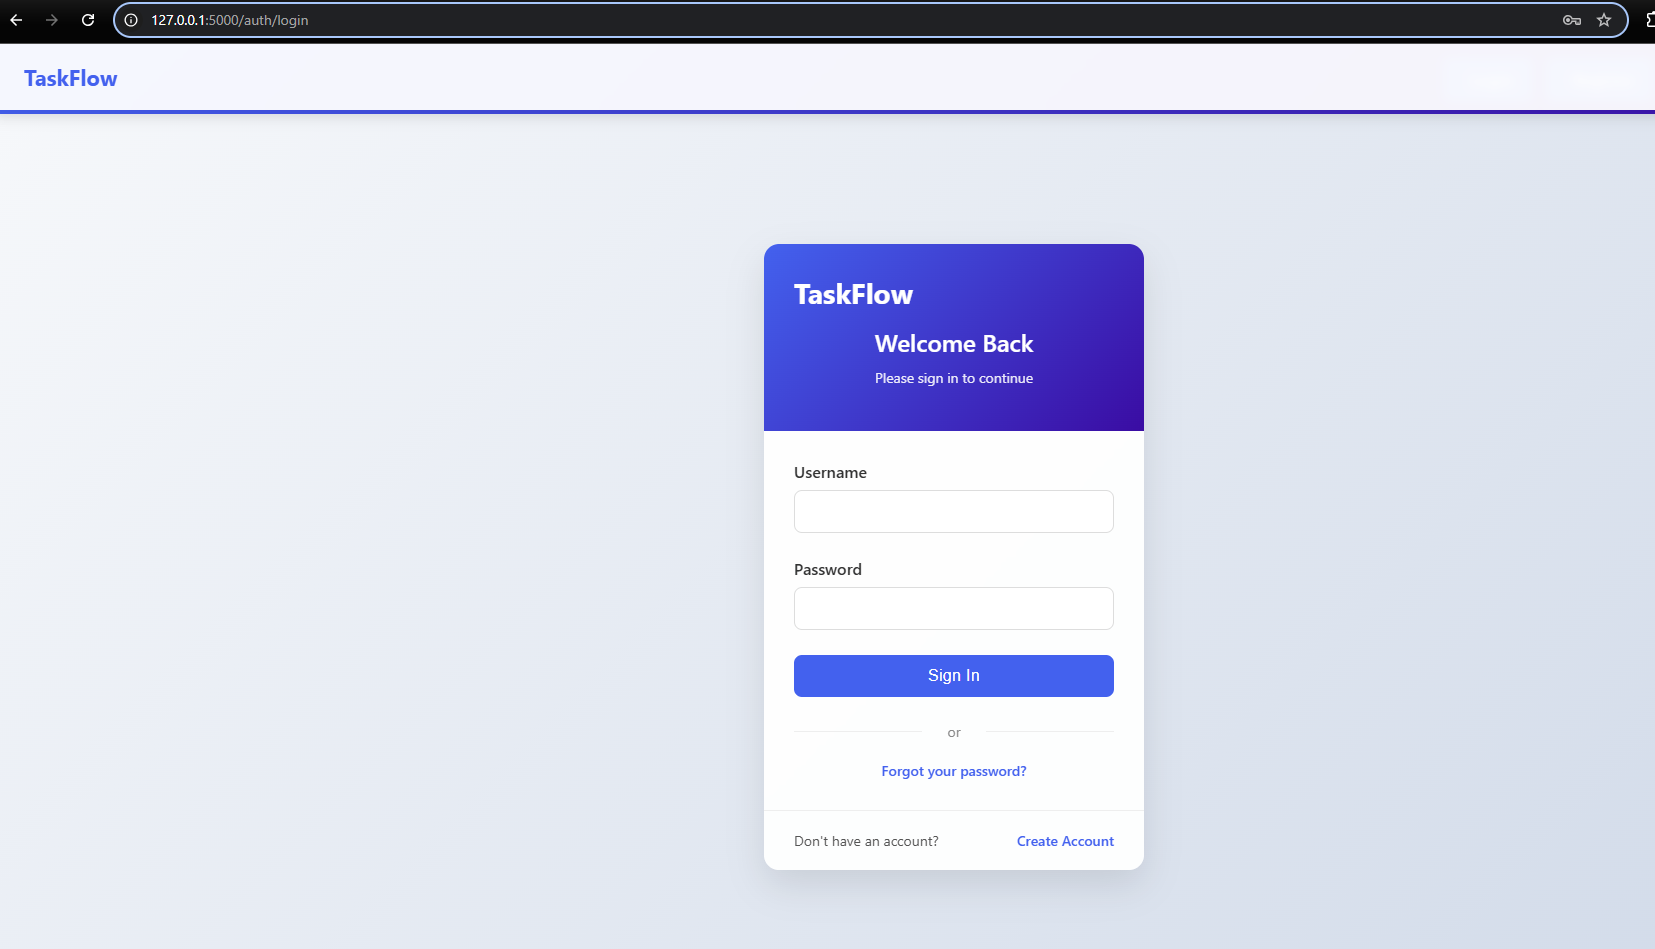 127.0.0.1:5000/auth/login
TaskFlow
TaskFlow
Welcome Back
Please sign in to continue
Username
Password
Sign In
or
Forgot your password?
Don't have an account? Create Account